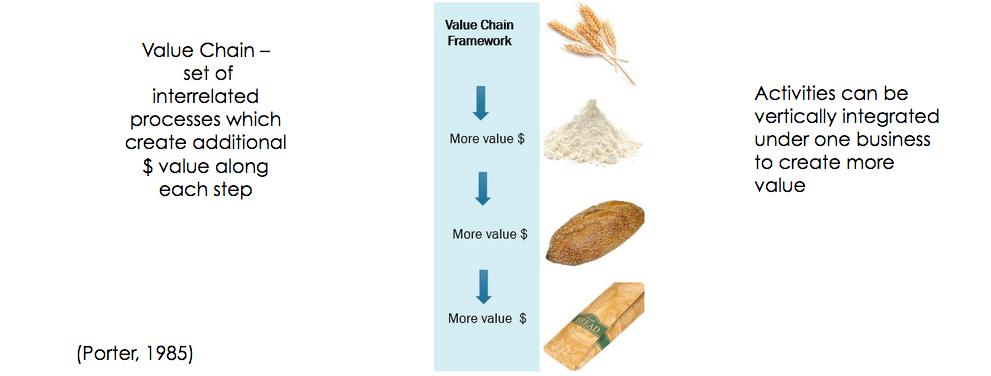 Value Chain –
set of
interrelated
processes which
create additional
$ value along
each step
(Porter, 1985)
Value Chain
Framework
More value $
More value $
More value $
BREAD
Activities can be
vertically integrated
under one business
to create more
value